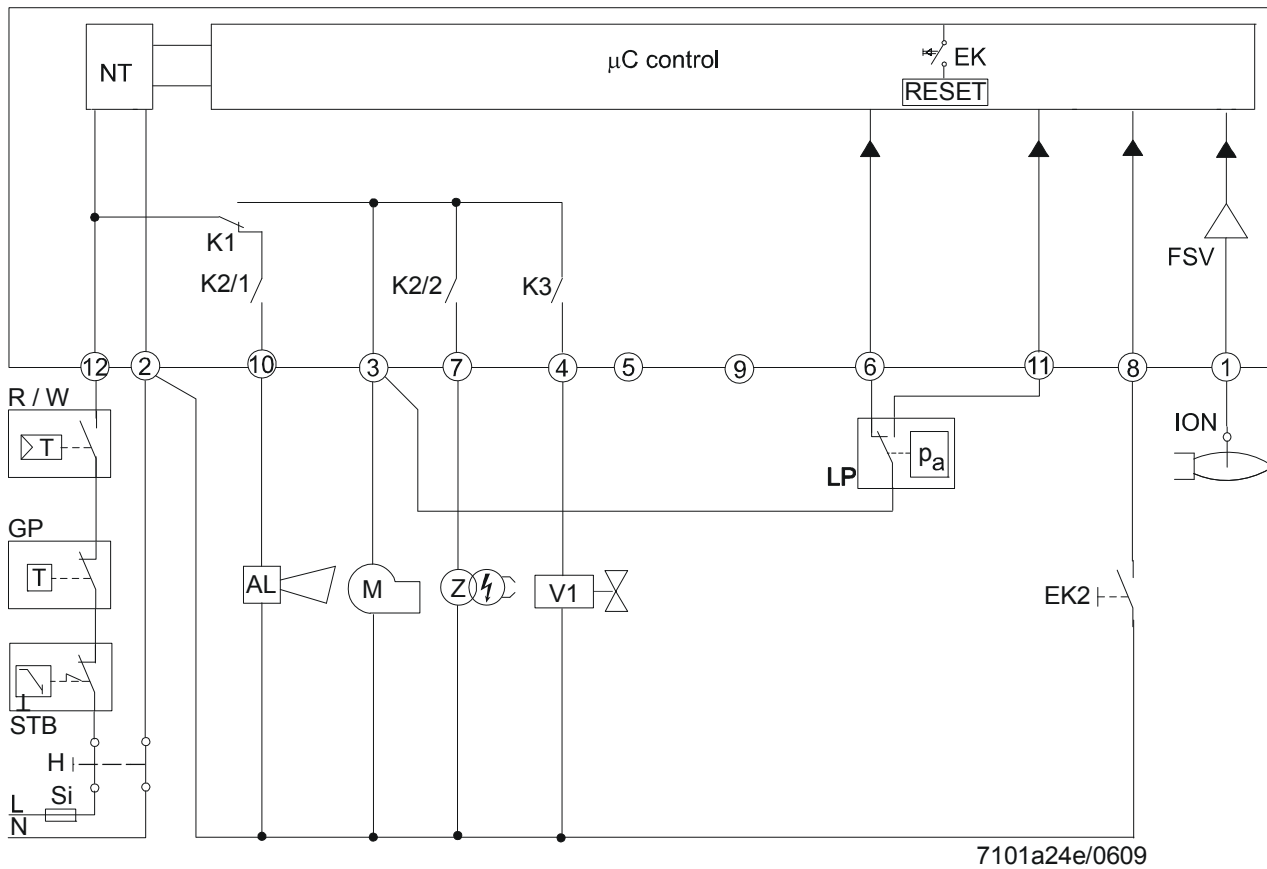 NT
μC control
EK
RESET
K1
K2/1
K2/2
K3
FSV
12
2
10
3
7
4
5
9
6
11
8
1
R / W
T
LP
pa
ION
GP
T
AL
M
Z
V1
EK2
STB
H
Si
L
N
7101a24e/0609